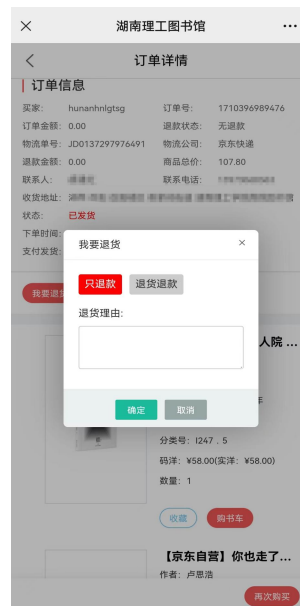 湖南理工图书馆
订单详情
订单信息
买家: hunanhnlgtsg 订单号: 1710396989476
订单金额: 0.00 退款状态: 无退款
物流单号: JD0137297976491 物流公司: 京东快递
退款金额: 0.00 商品总价: 107.80
联系人: 联系电话:
收货地址:
状态: 已发货
下单时间:
支付发货:
我要退货 ×
我要退
只退款 退货退款
退货理由:
人院 ...
确定 取消
分类号: I247 . 5
码洋: ¥58.00(实洋: ¥58.00)
数量: 1
收藏 购书车
【京东自营】你也走了...
作者: 卢思浩
再次购买